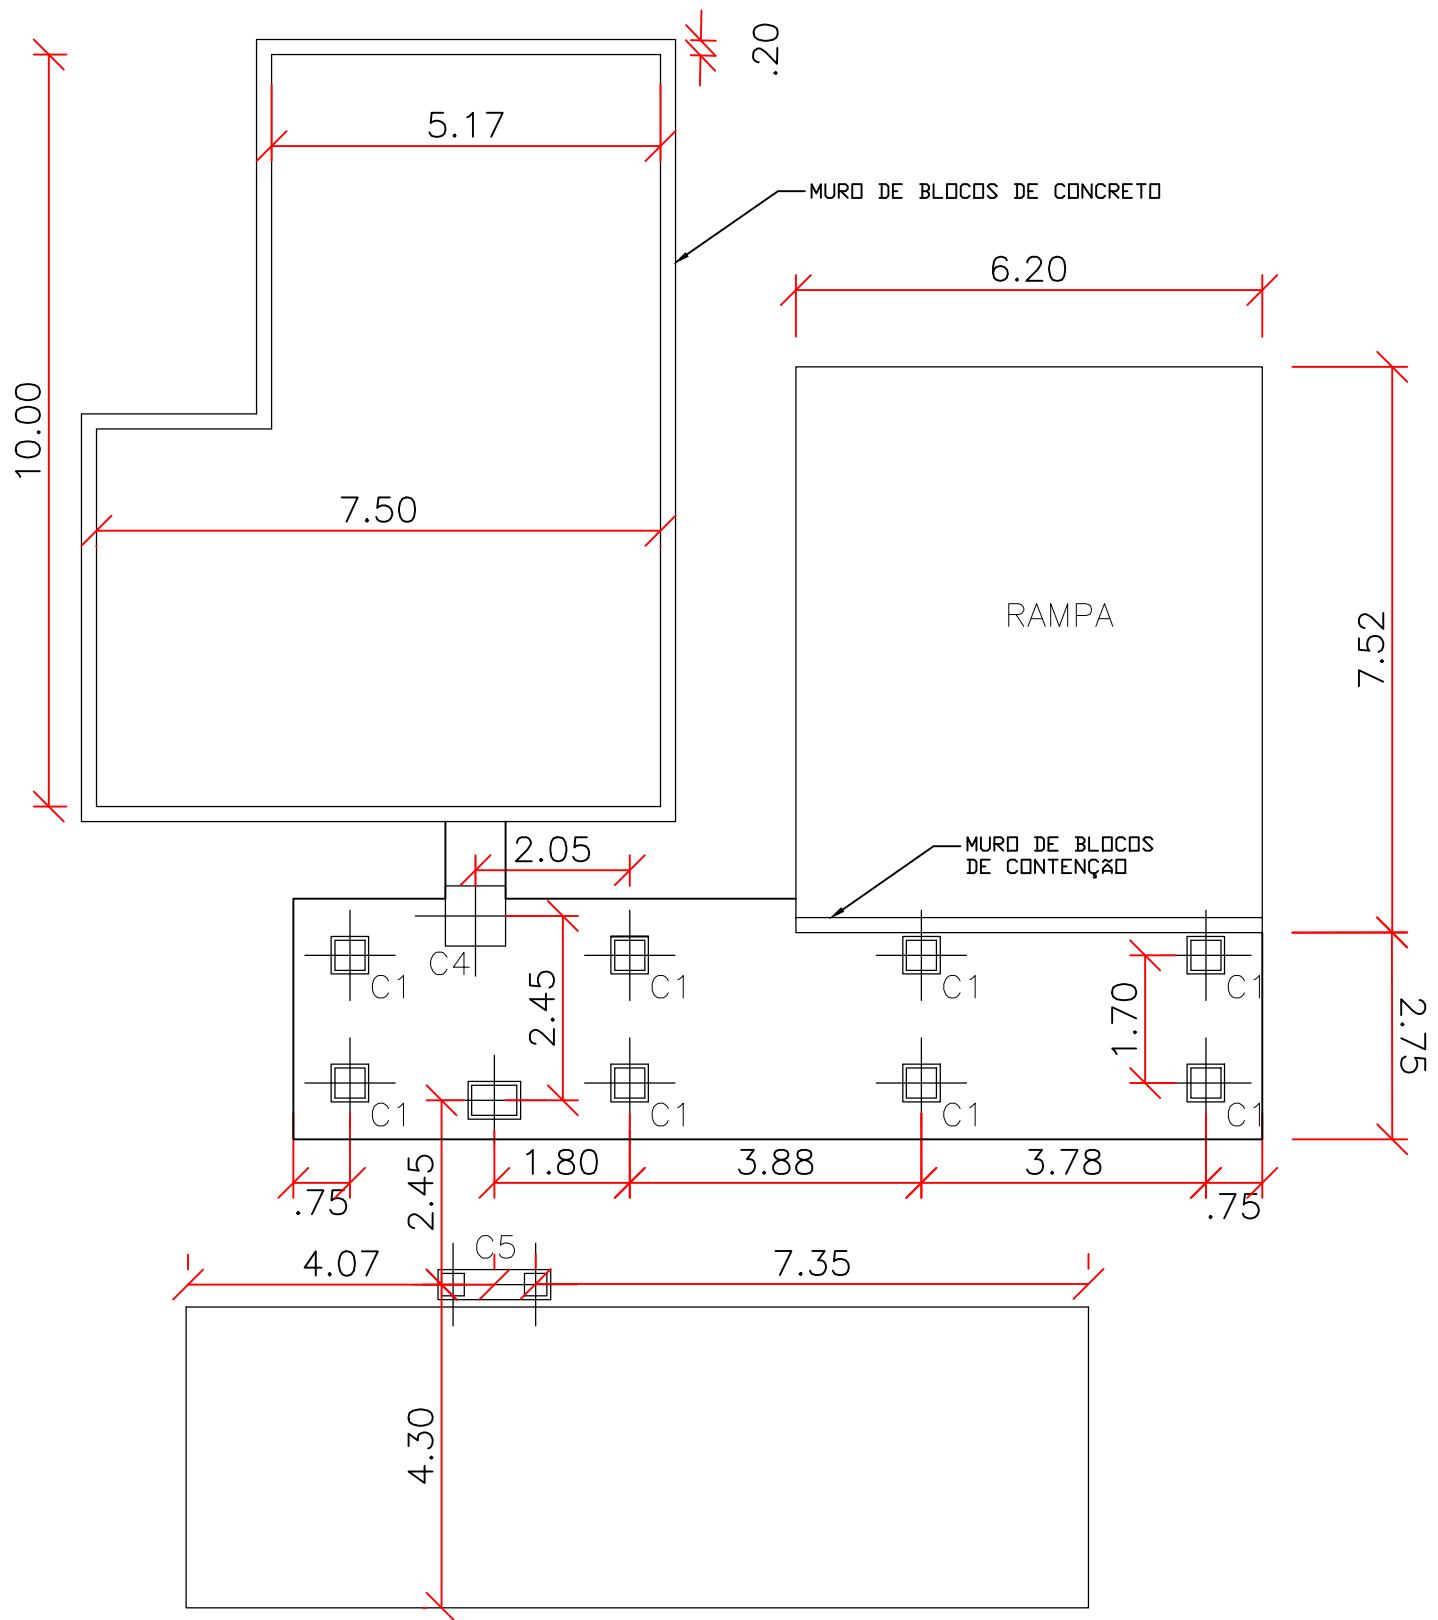 .20
5.17
MURO DE BLOCOS DE CONCRETO
6.20
10.00
7.50
RAMPA
7.52
2.05
MURO DE BLOCOS
DE CONTENÇÃO
C4
C1
C1
C1
C1
2.45
1.70
2.75
C1
C1
C1
C1
1.80
3.88
3.78
.75
2.45
.75
C5
4.07
7.35
4.30